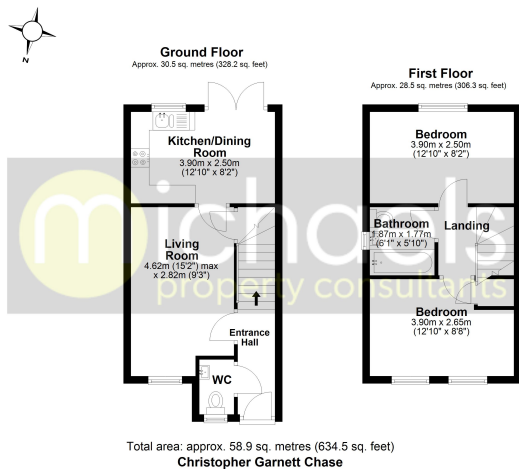 N
Ground Floor
Approx. 30.5 sq. metres (328.2 sq. feet)
Kitchen/Dining
Room
3.90m x 2.50m
(12'10" x 8'2")
Living
Room
4.62m (15'2") max
x 2.82m (9'3")
Entrance
Hall
WC
First Floor
Approx. 28.5 sq. metres (306.3 sq. feet)
Bedroom
3.90m x 2.50m
(12'10" x 8'2")
Bathroom
1.87m x 1.77m
(6'1" x 5'10")
Landing
Bedroom
3.90m x 2.65m
(12'10" x 8'8")
michaels
property consultants
Total area: approx. 58.9 sq. metres (634.5 sq. feet)
Christopher Garnett Chase